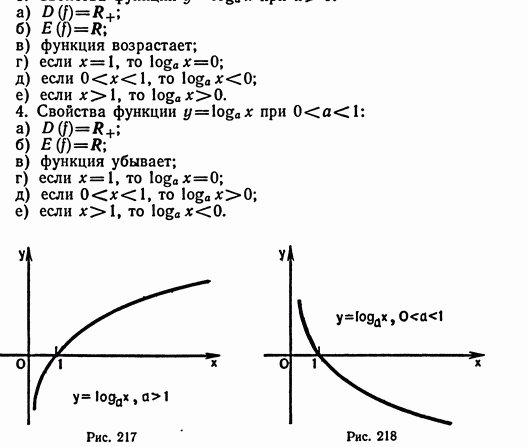 а) D (f)=R₊;
б) E (f)=R;
в) функция возрастает;
г) если x=1, то logₐ x=0;
д) если 0<x<1, то logₐ x<0;
е) если x>1, то logₐ x>0.
4. Свойства функции y=logₐ x при 0<a<1:
а) D (f)=R₊;
б) E (f)=R;
в) функция убывает;
г) если x=1, то logₐ x=0;
д) если 0<x<1, то logₐ x>0;
е) если x>1, то logₐ x<0.
y
0 1 x
y= logₐx, a>1
Рис. 217
y
y=logₐx, 0<a<1
0 1 x
Рис. 218